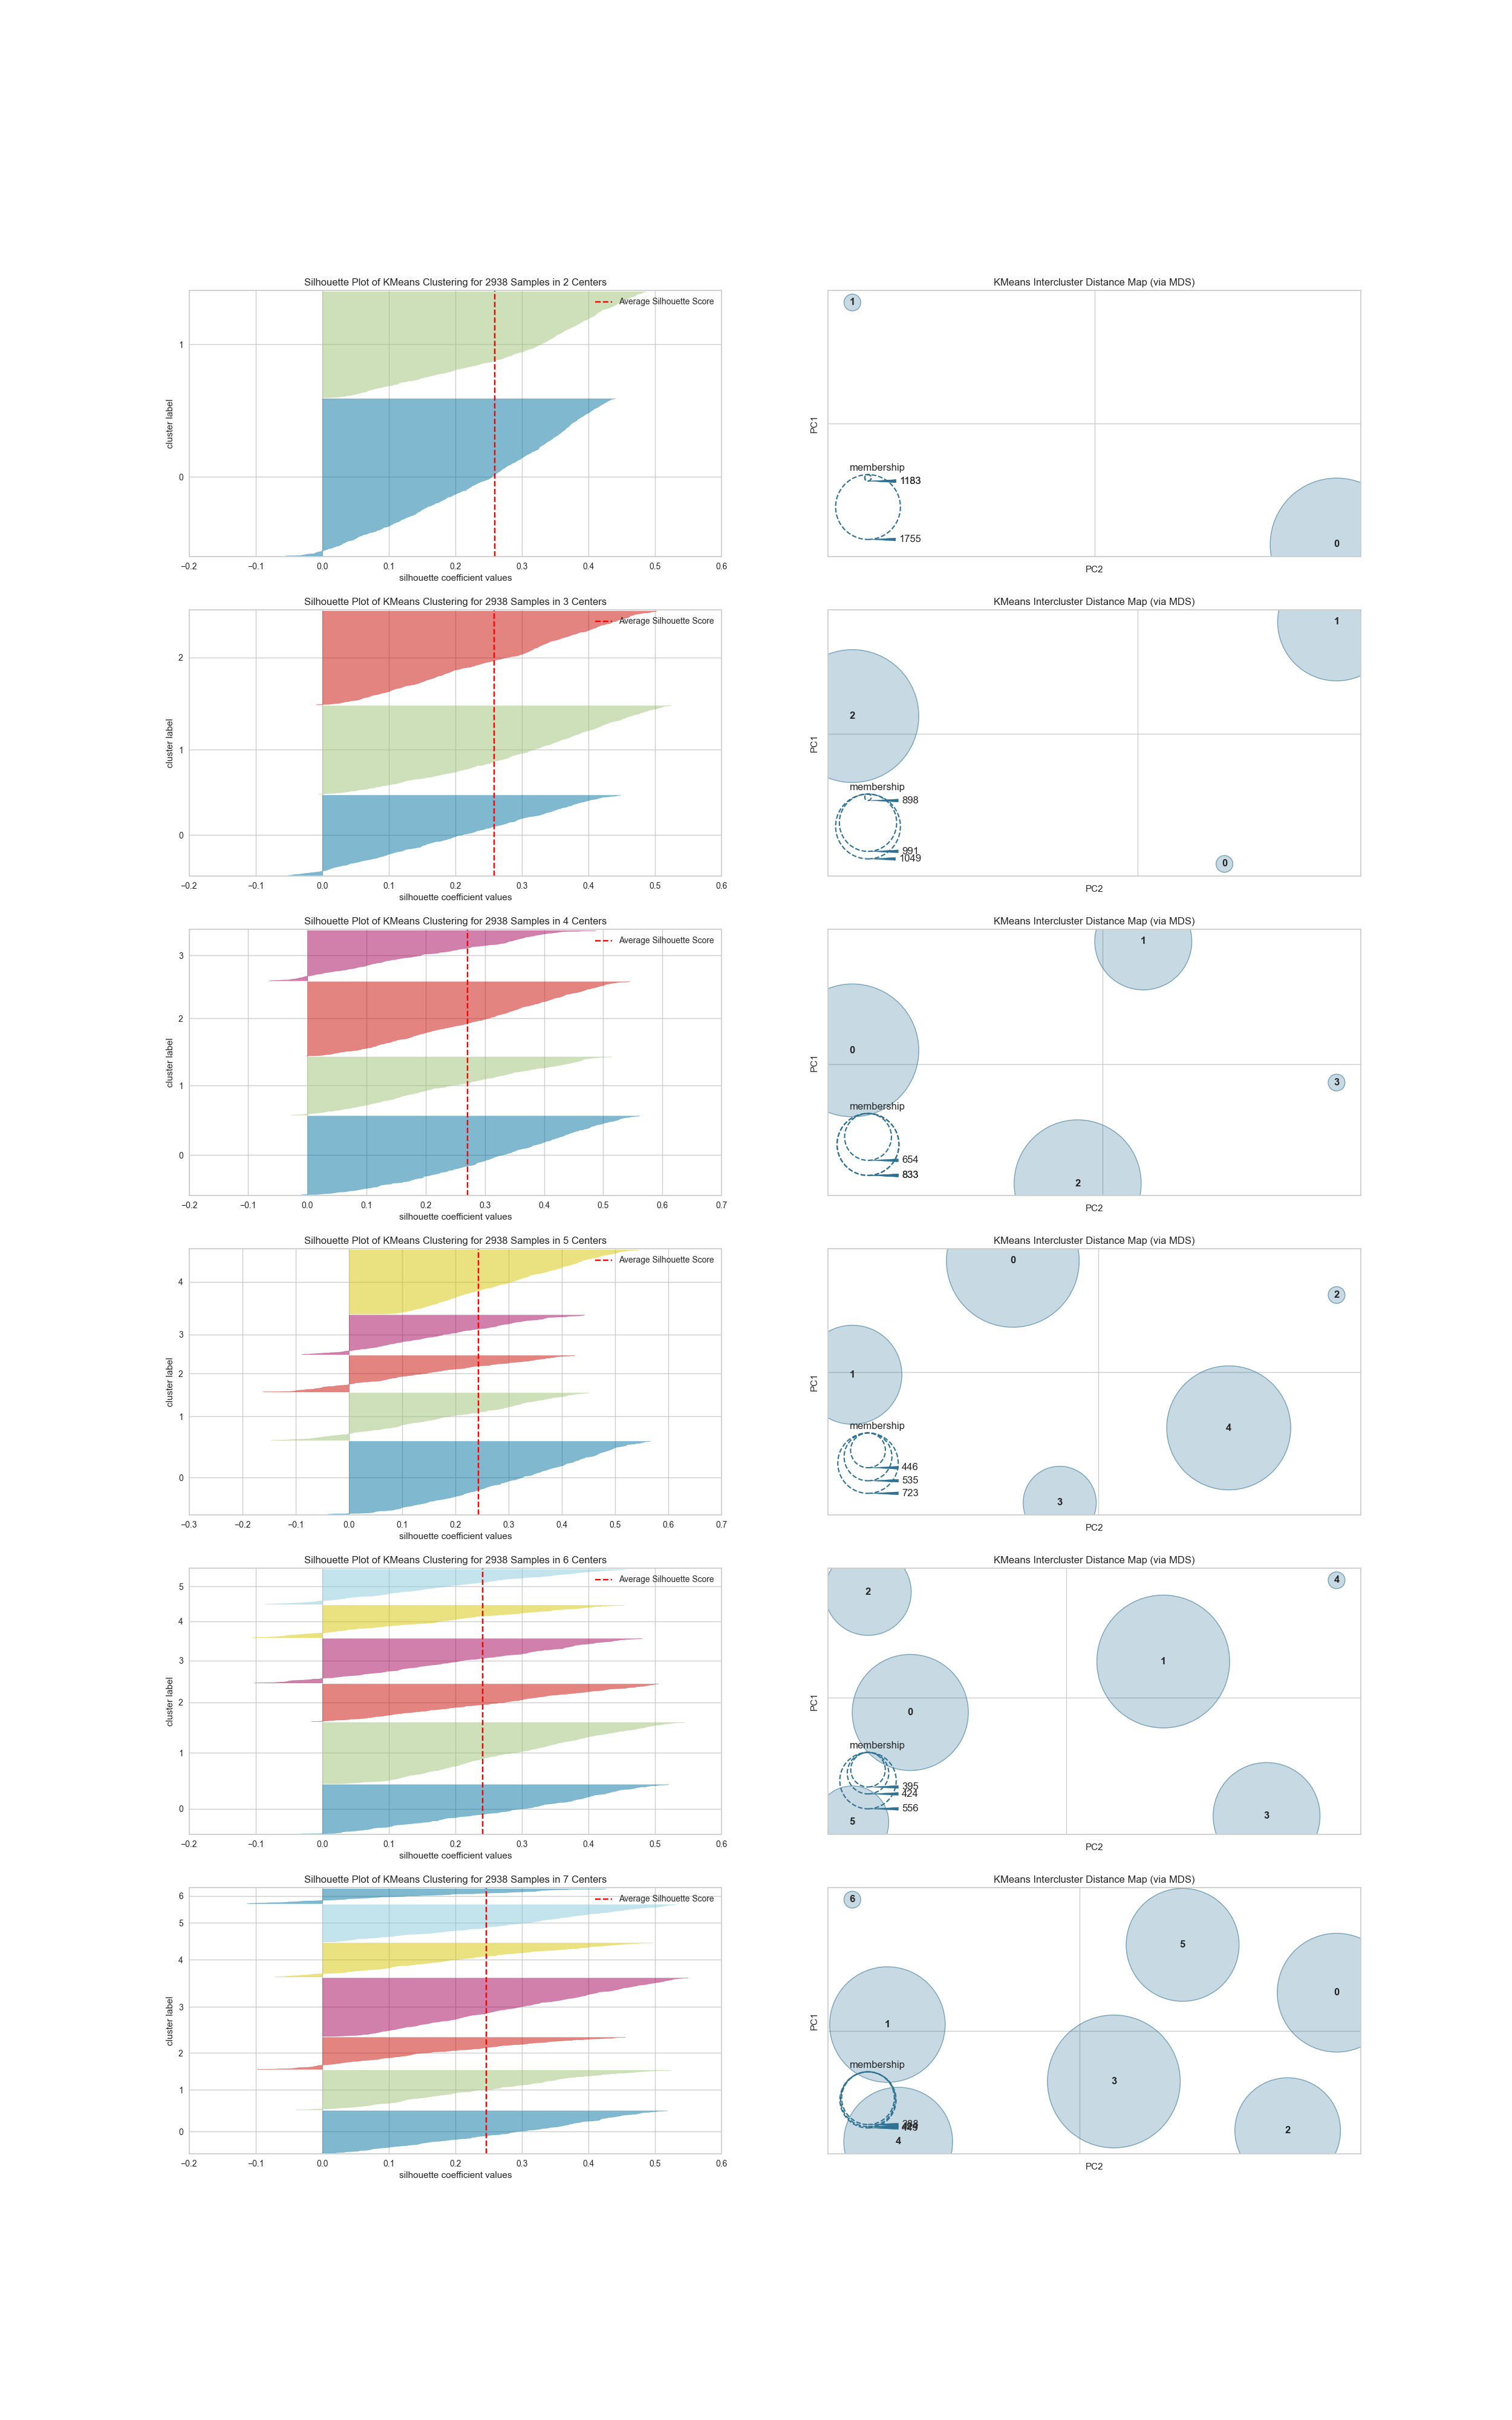 Silhouette Plot of KMeans Clustering for 2938 Samples in 2 Centers
Average Silhouette Score
1
0
cluster label
−0.2 −0.1 0.0 0.1 0.2 0.3 0.4 0.5 0.6
silhouette coefficient values
KMeans Intercluster Distance Map (via MDS)
1
PC1
membership
1183
1755
0
PC2
Silhouette Plot of KMeans Clustering for 2938 Samples in 3 Centers
Average Silhouette Score
2
1
0
cluster label
−0.2 −0.1 0.0 0.1 0.2 0.3 0.4 0.5 0.6
silhouette coefficient values
KMeans Intercluster Distance Map (via MDS)
1
2
PC1
membership
898
991
1049
0
PC2
Silhouette Plot of KMeans Clustering for 2938 Samples in 4 Centers
Average Silhouette Score
3
2
1
0
cluster label
−0.2 −0.1 0.0 0.1 0.2 0.3 0.4 0.5 0.6 0.7
silhouette coefficient values
KMeans Intercluster Distance Map (via MDS)
1
0
PC1
3
membership
654
833
2
PC2
Silhouette Plot of KMeans Clustering for 2938 Samples in 5 Centers
Average Silhouette Score
4
3
2
1
0
cluster label
−0.3 −0.2 −0.1 0.0 0.1 0.2 0.3 0.4 0.5 0.6 0.7
silhouette coefficient values
KMeans Intercluster Distance Map (via MDS)
0
2
1
PC1
4
membership
446
535
723
3
PC2
Silhouette Plot of KMeans Clustering for 2938 Samples in 6 Centers
Average Silhouette Score
5
4
3
2
1
0
cluster label
−0.2 −0.1 0.0 0.1 0.2 0.3 0.4 0.5 0.6
silhouette coefficient values
KMeans Intercluster Distance Map (via MDS)
4
2
1
PC1
0
membership
395
424
556
3
5
PC2
Silhouette Plot of KMeans Clustering for 2938 Samples in 7 Centers
Average Silhouette Score
6
5
4
3
2
1
0
cluster label
−0.2 −0.1 0.0 0.1 0.2 0.3 0.4 0.5 0.6
silhouette coefficient values
KMeans Intercluster Distance Map (via MDS)
6
5
0
1
PC1
membership
3
2
4
PC2